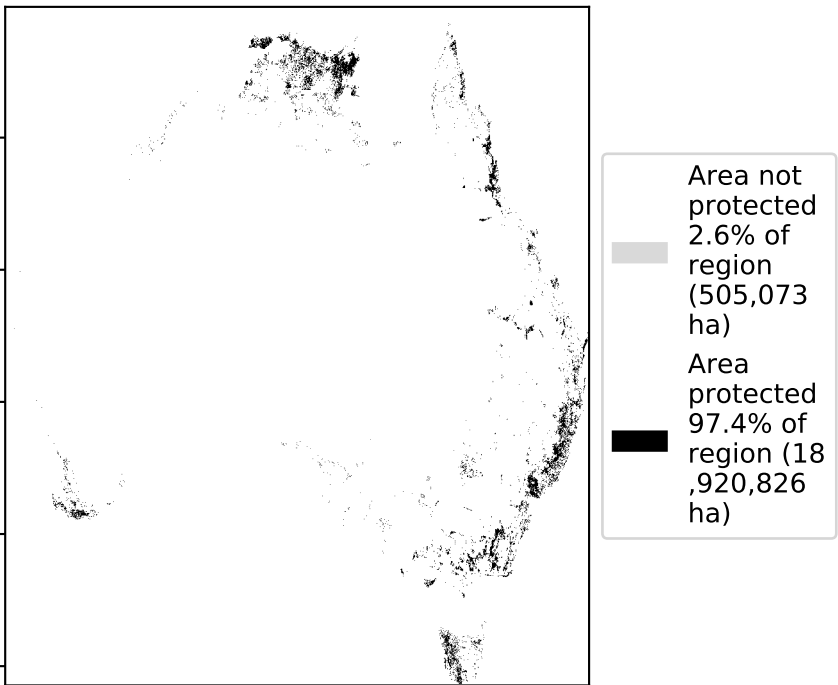 Area not
protected
2.6% of
region
(505,073
ha)
Area
protected
97.4% of
region (18
,920,826
ha)